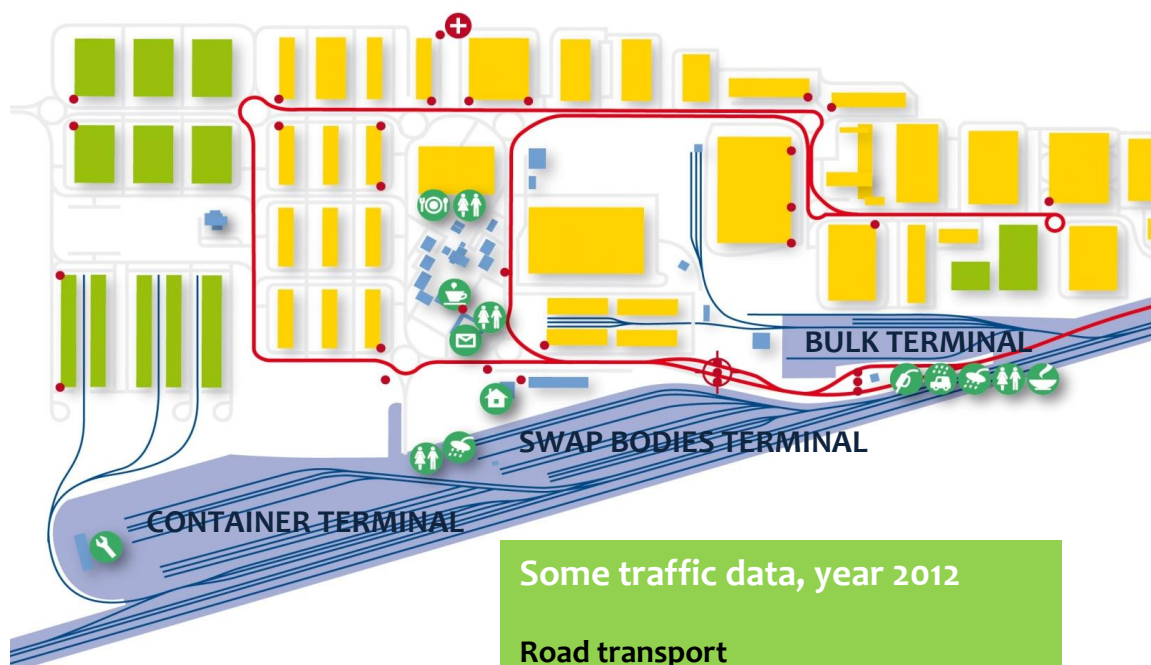 BULK TERMINAL
SWAP BODIES TERMINAL
CONTAINER TERMINAL
Some traffic data, year 2012
Road transport